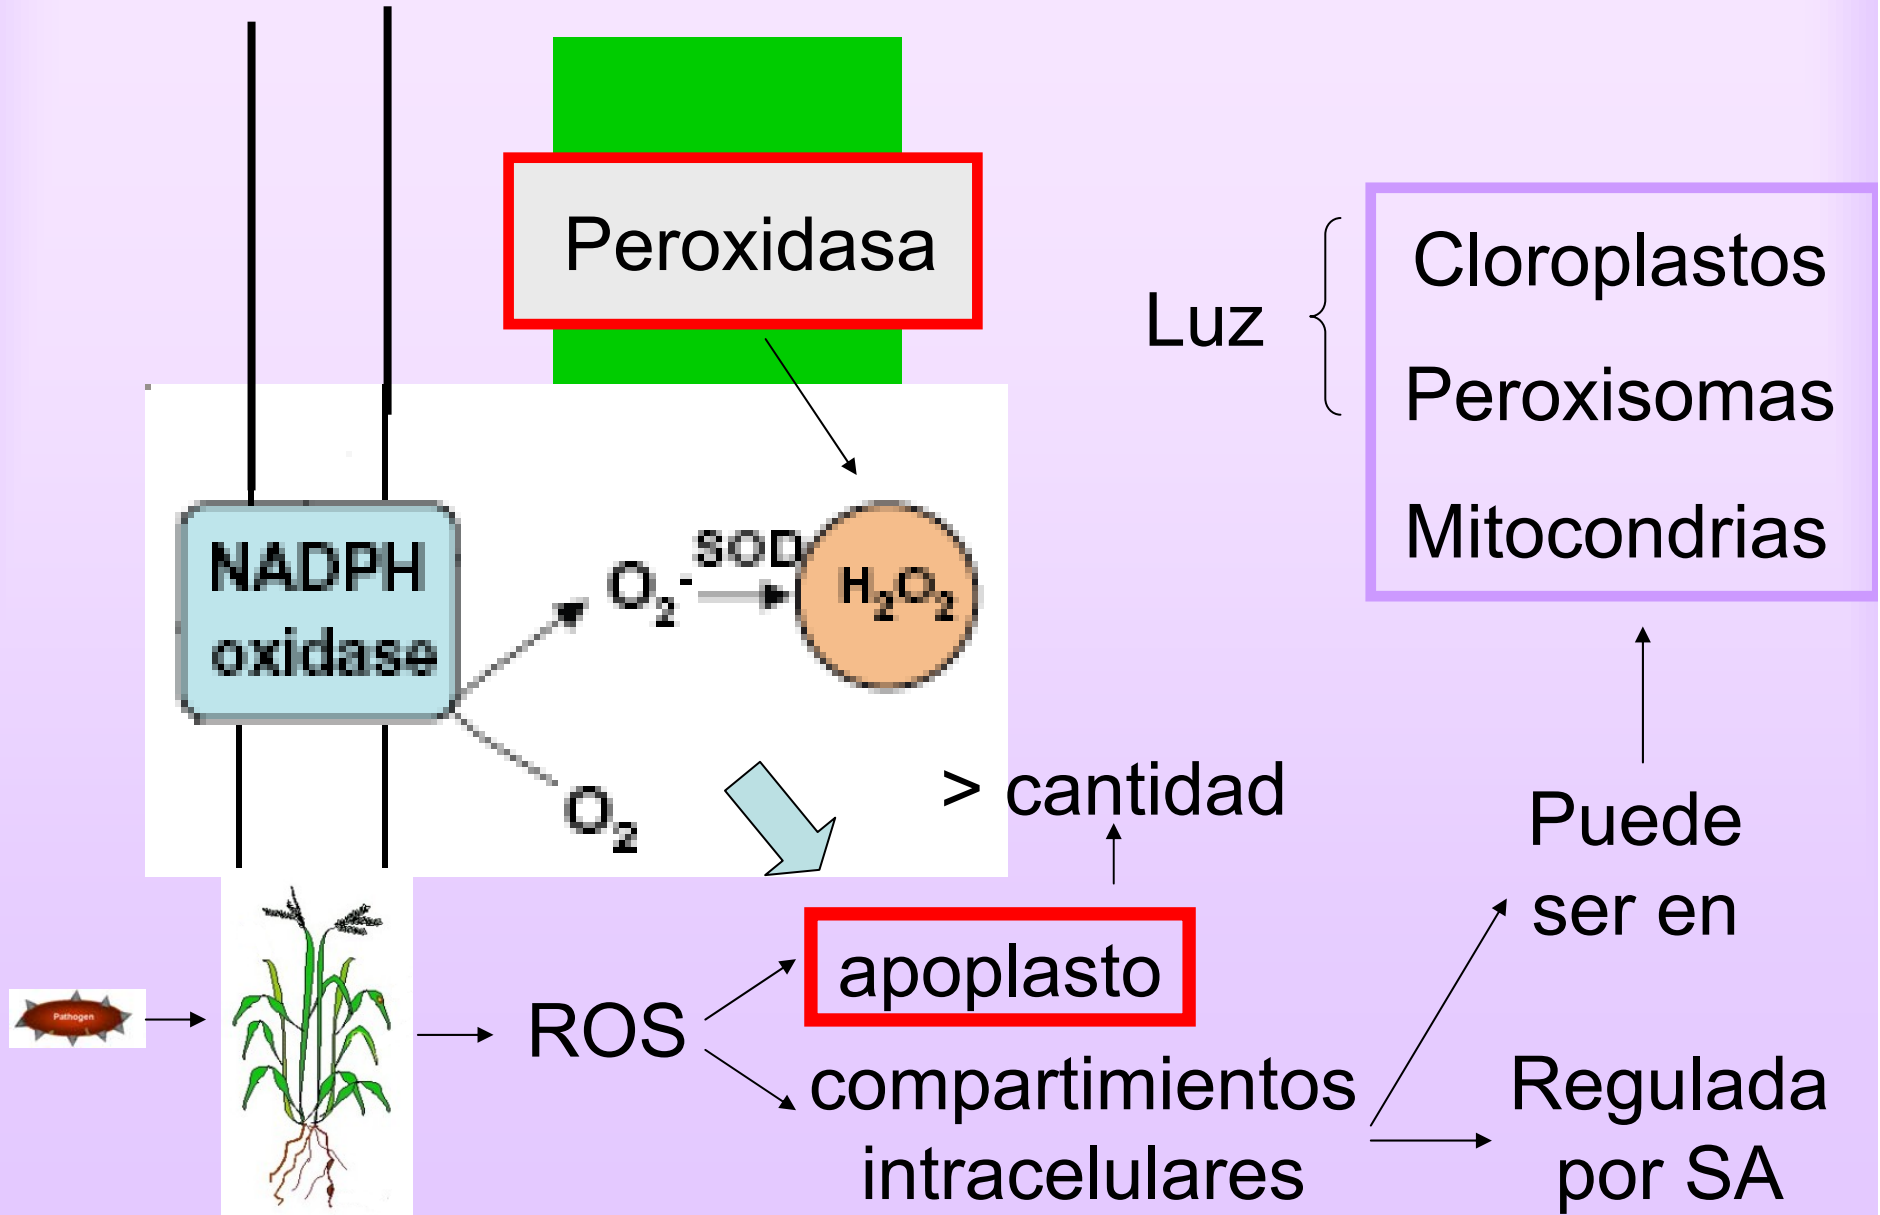 Peroxidasa
Luz
Cloroplastos
Peroxisomas
Mitocondrias
NADPH
oxidase
O₂⁻
SOD
H₂O₂
O₂
> cantidad
Puede
ser en
apoplasto
Pathogen
ROS
compartimientos
intracelulares
Regulada
por SA